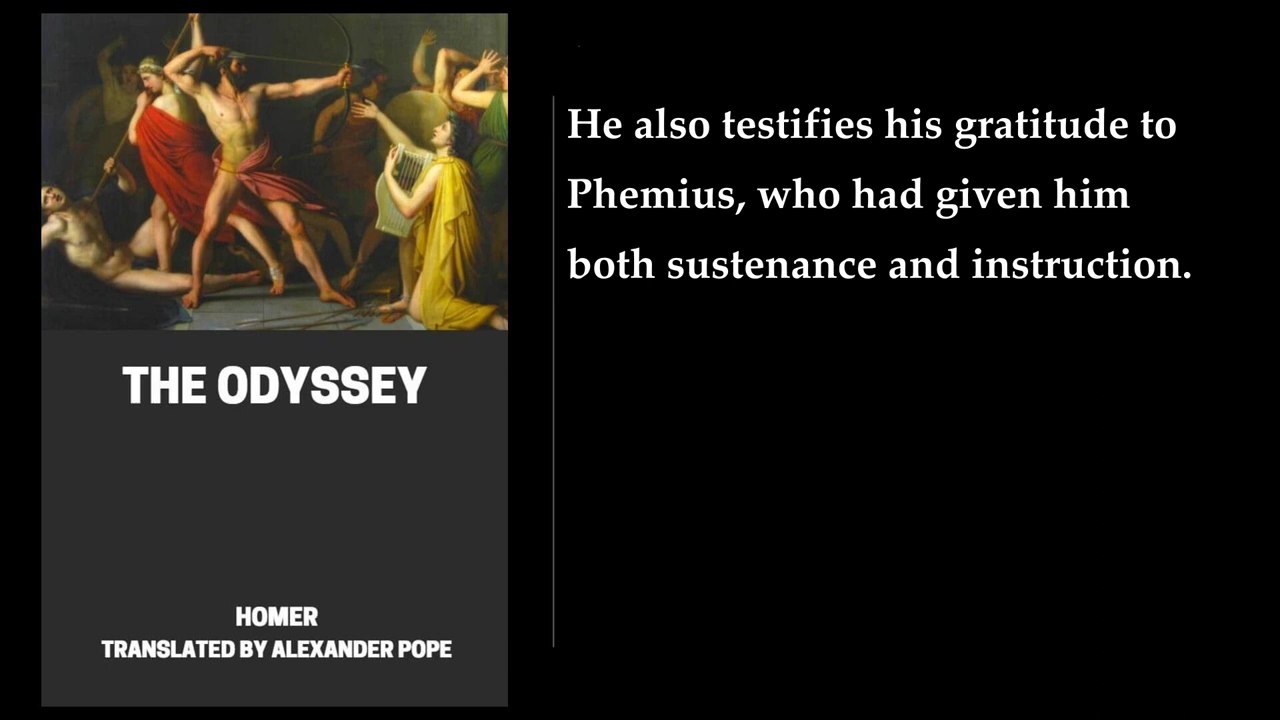 THE ODYSSEY
HOMER
TRANSLATED BY ALEXANDER POPE
He also testifies his gratitude to
Phemius, who had given him
both sustenance and instruction.